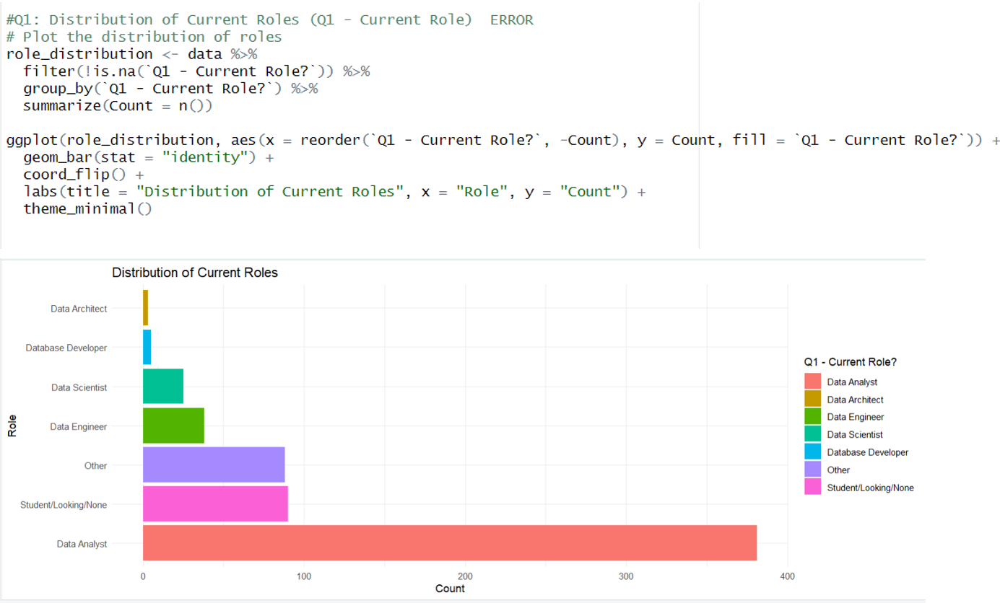 #Q1: Distribution of Current Roles (Q1 - Current Role)  ERROR
# Plot the distribution of roles
role_distribution <- data %>%
  filter(!is.na(`Q1 - Current Role?`)) %>%
  group_by(`Q1 - Current Role?`) %>%
  summarize(Count = n())

ggplot(role_distribution, aes(x = reorder(`Q1 - Current Role?`, -Count), y = Count, fill = `Q1 - Current Role?`)) +
  geom_bar(stat = "identity") +
  coord_flip() +
  labs(title = "Distribution of Current Roles", x = "Role", y = "Count") +
  theme_minimal()

Distribution of Current Roles
Data Architect
Database Developer
Data Scientist
Data Engineer
Other
Student/Looking/None
Data Analyst
Role
0 100 200 300 400
Count
Q1 - Current Role?
Data Analyst
Data Architect
Data Engineer
Data Scientist
Database Developer
Other
Student/Looking/None